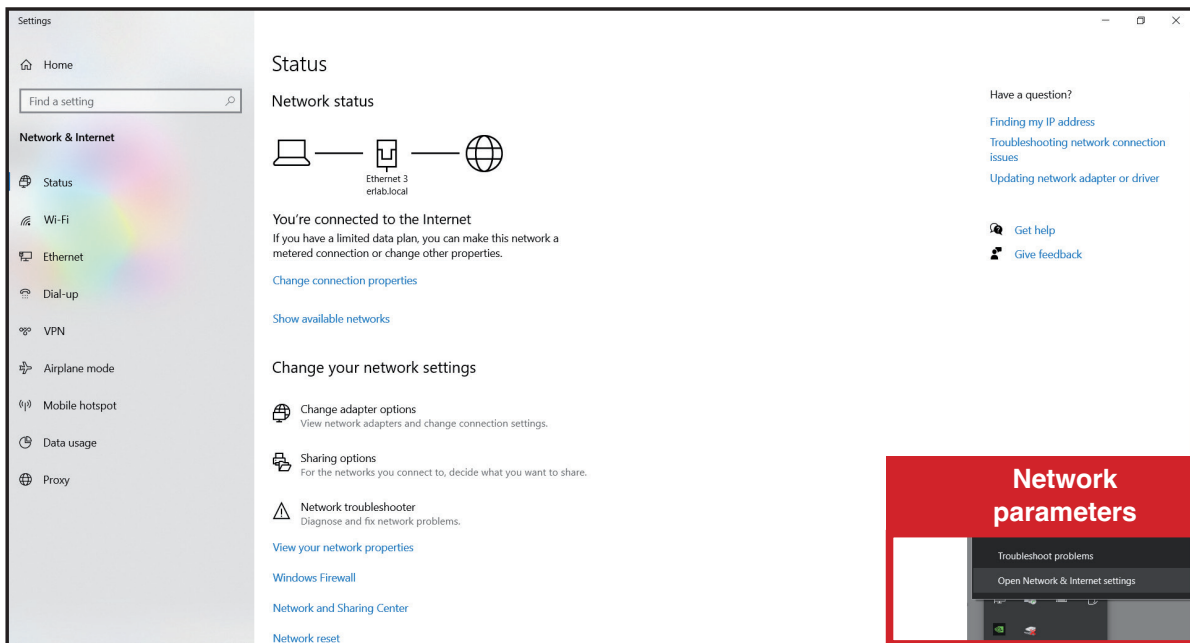 Settings
Home
Find a setting
Network & Internet
Status
Wi-Fi
Ethernet
Dial-up
VPN
Airplane mode
Mobile hotspot
Data usage
Proxy
Status
Network status
Ethernet 3
erlab.local
You're connected to the Internet
If you have a limited data plan, you can make this network a
metered connection or change other properties.
Change connection properties
Show available networks
Change your network settings
Change adapter options
View network adapters and change connection settings.
Sharing options
For the networks you connect to, decide what you want to share.
Network troubleshooter
Diagnose and fix network problems.
View your network properties
Windows Firewall
Network and Sharing Center
Network reset
Have a question?
Finding my IP address
Troubleshooting network connection
issues
Updating network adapter or driver
Get help
Give feedback
Network
parameters
Troubleshoot problems
Open Network & Internet settings